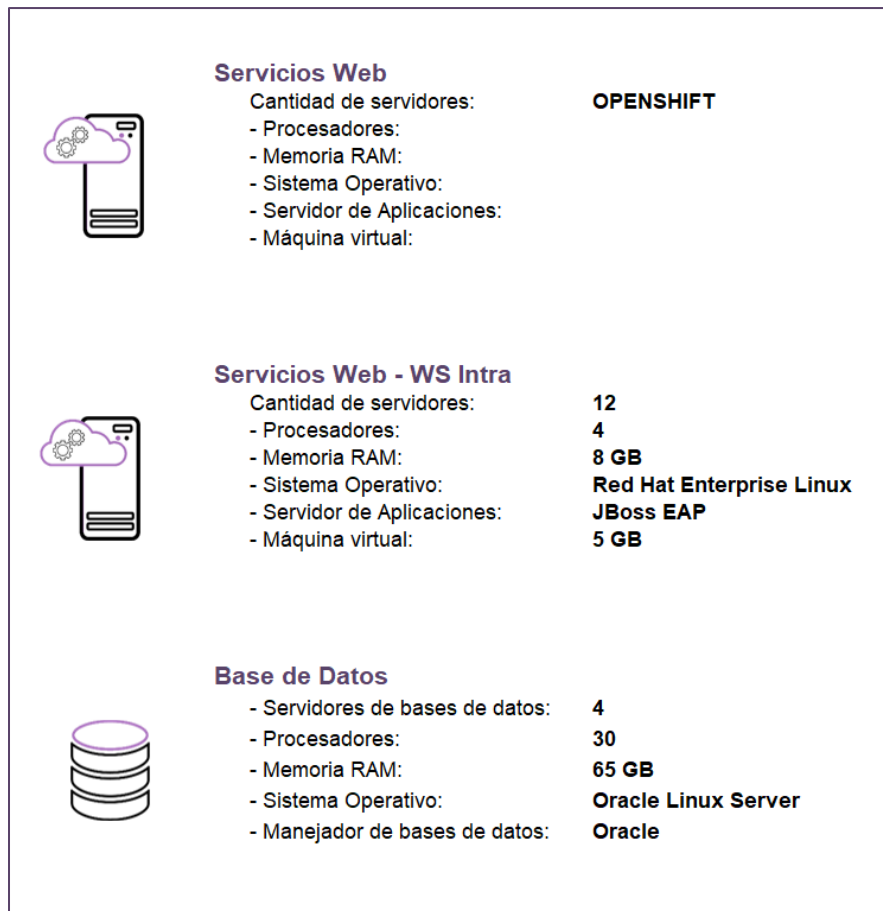 Servicios Web
Cantidad de servidores: OPENSHIFT
- Procesadores:
- Memoria RAM:
- Sistema Operativo:
- Servidor de Aplicaciones:
- Máquina virtual:
Servicios Web - WS Intra
Cantidad de servidores: 12
- Procesadores: 4
- Memoria RAM: 8 GB
- Sistema Operativo: Red Hat Enterprise Linux
- Servidor de Aplicaciones: JBoss EAP
- Máquina virtual: 5 GB
Base de Datos
- Servidores de bases de datos: 4
- Procesadores: 30
- Memoria RAM: 65 GB
- Sistema Operativo: Oracle Linux Server
- Manejador de bases de datos: Oracle